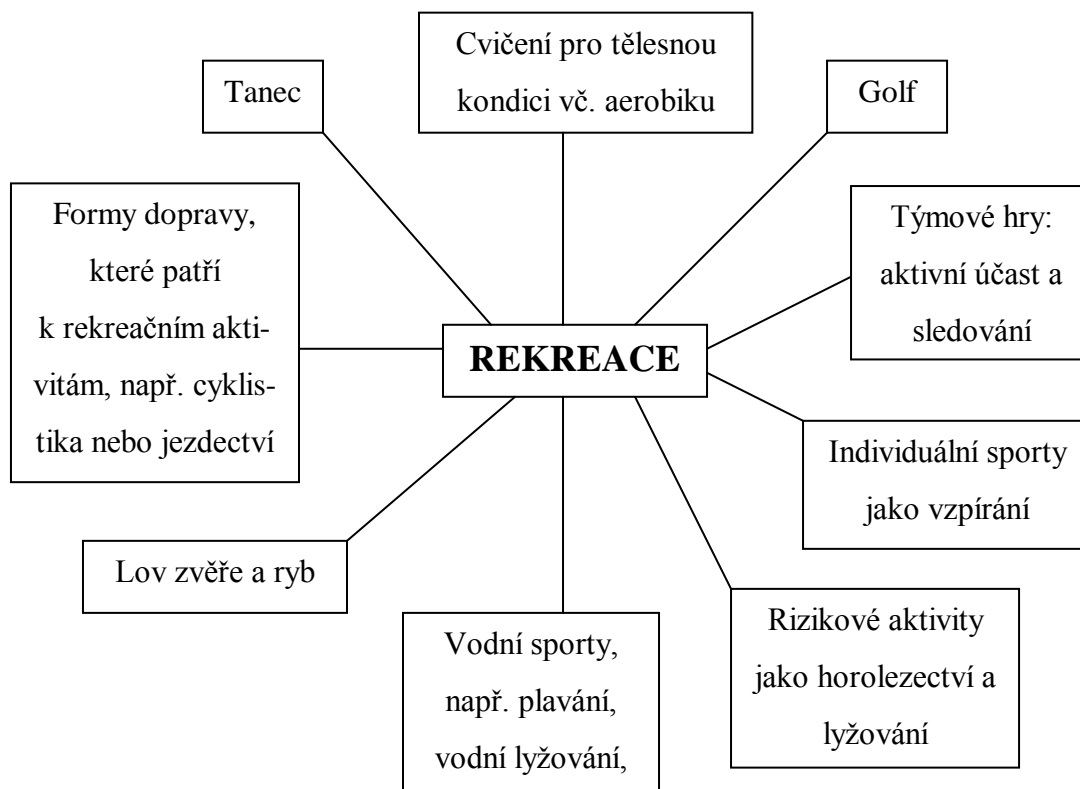 Cvičení pro tělesnou
kondici vč. aerobiku
Tanec
Golf
Formy dopravy,
které patří
k rekreačním akti-
vitám, např. cyklis-
tika nebo jezdectví
Týmové hry:
aktivní účast a
sledování
REKREACE
Individuální sporty
jako vzpírání
Lov zvěře a ryb
Vodní sporty,
např. plavání,
vodní lyžování,
Rizikové aktivity
jako horolezectví a
lyžování